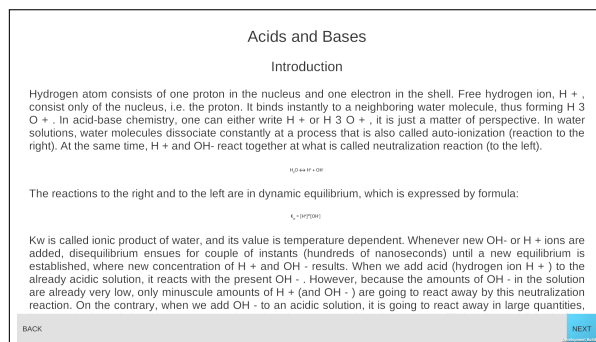 Acids and Bases
Introduction
Hydrogen atom consists of one proton in the nucleus and one electron in the shell. Free hydrogen ion, H + ,
consist only of the nucleus, i.e. the proton. It binds instantly to a neighboring water molecule, thus forming H 3
O + . In acid-base chemistry, one can either write H + or H 3 O + , it is just a matter of perspective. In water
solutions, water molecules dissociate constantly at a process that is also called auto-ionization (reaction to the
right). At the same time, H + and OH- react together at what is called neutralization reaction (to the left).
H₂O ⟷ H⁺ + OH⁻
The reactions to the right and to the left are in dynamic equilibrium, which is expressed by formula:
Kw is called ionic product of water, and its value is temperature dependent. Whenever new OH- or H + ions are
added, disequilibrium ensues for couple of instants (hundreds of nanoseconds) until a new equilibrium is
established, where new concentration of H + and OH - results. When we add acid (hydrogen ion H + ) to the
already acidic solution, it reacts with the present OH - . However, because the amounts of OH - in the solution
are already very low, only minuscule amounts of H + (and OH - ) are going to react away by this neutralization
reaction. On the contrary, when we add OH - to an acidic solution, it is going to react away in large quantities,
BACK
NEXT
Development Build